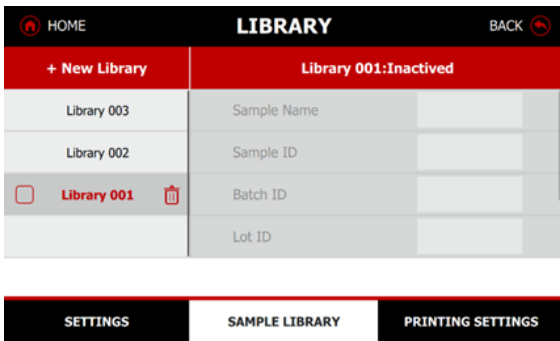 HOME
LIBRARY
BACK
+ New Library
Library 001:Inactived
Library 003
Sample Name
Library 002
Sample ID
Library 001
Batch ID
Lot ID
SETTINGS
SAMPLE LIBRARY
PRINTING SETTINGS